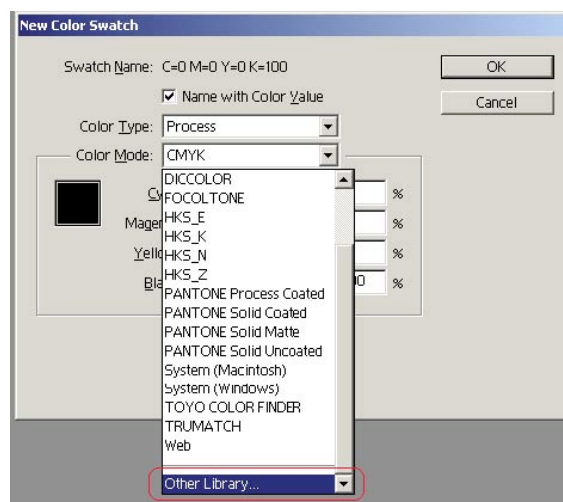 New Color Swatch
Swatch Name: C=0 M=0 Y=0 K=100
OK
Name with Color Value
Cancel
Color Type: Process
Color Mode: CMYK
DICCOLOR
FOCOLTONE
%
HKS_E
HKS_K
%
HKS_N
%
HKS_Z
%
PANTONE Process Coated
PANTONE Solid Coated
PANTONE Solid Matte
PANTONE Solid Uncoated
System (Macintosh)
System (Windows)
TOYO COLOR FINDER
TRUMATCH
Web
Other Library...